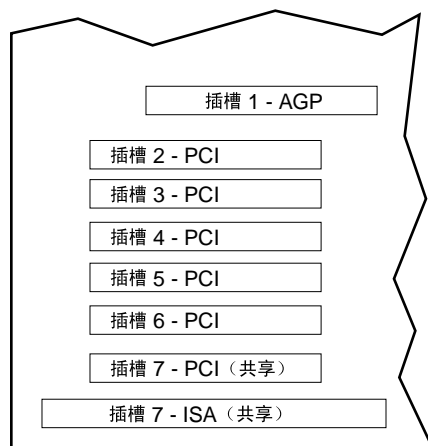 插槽 1 - AGP
插槽 2 - PCI
插槽 3 - PCI
插槽 4 - PCI
插槽 5 - PCI
插槽 6 - PCI
插槽 7 - PCI（共享）
插槽 7 - ISA（共享）